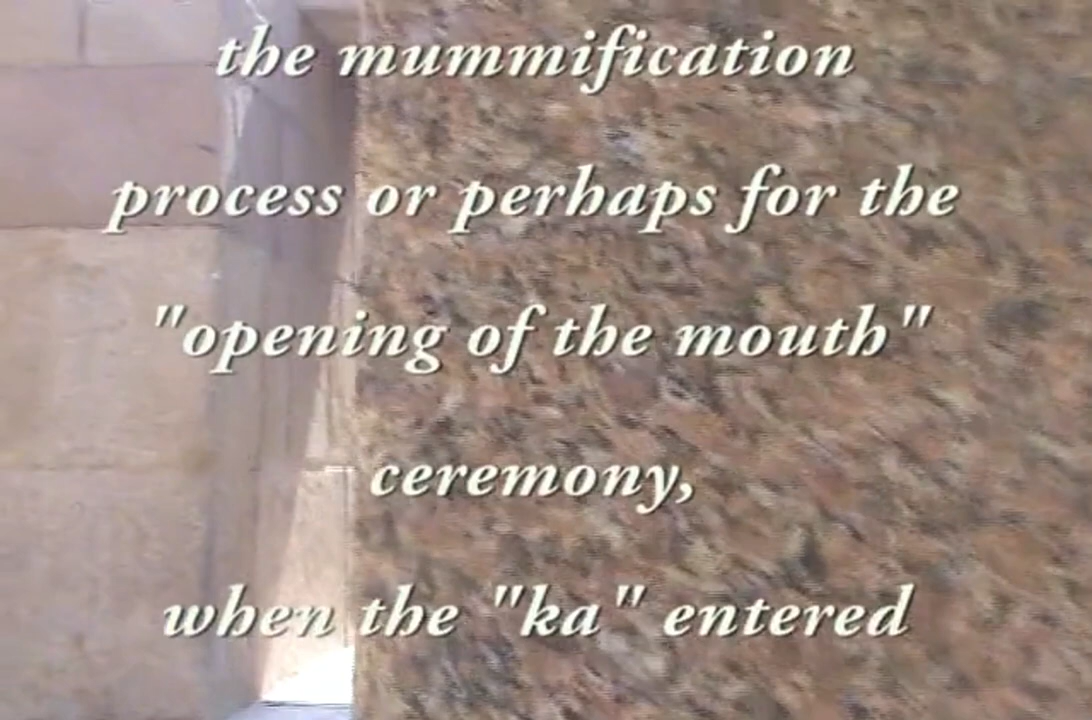 the mummification
process or perhaps for the
"opening of the mouth"
ceremony,
when the "ka" entered